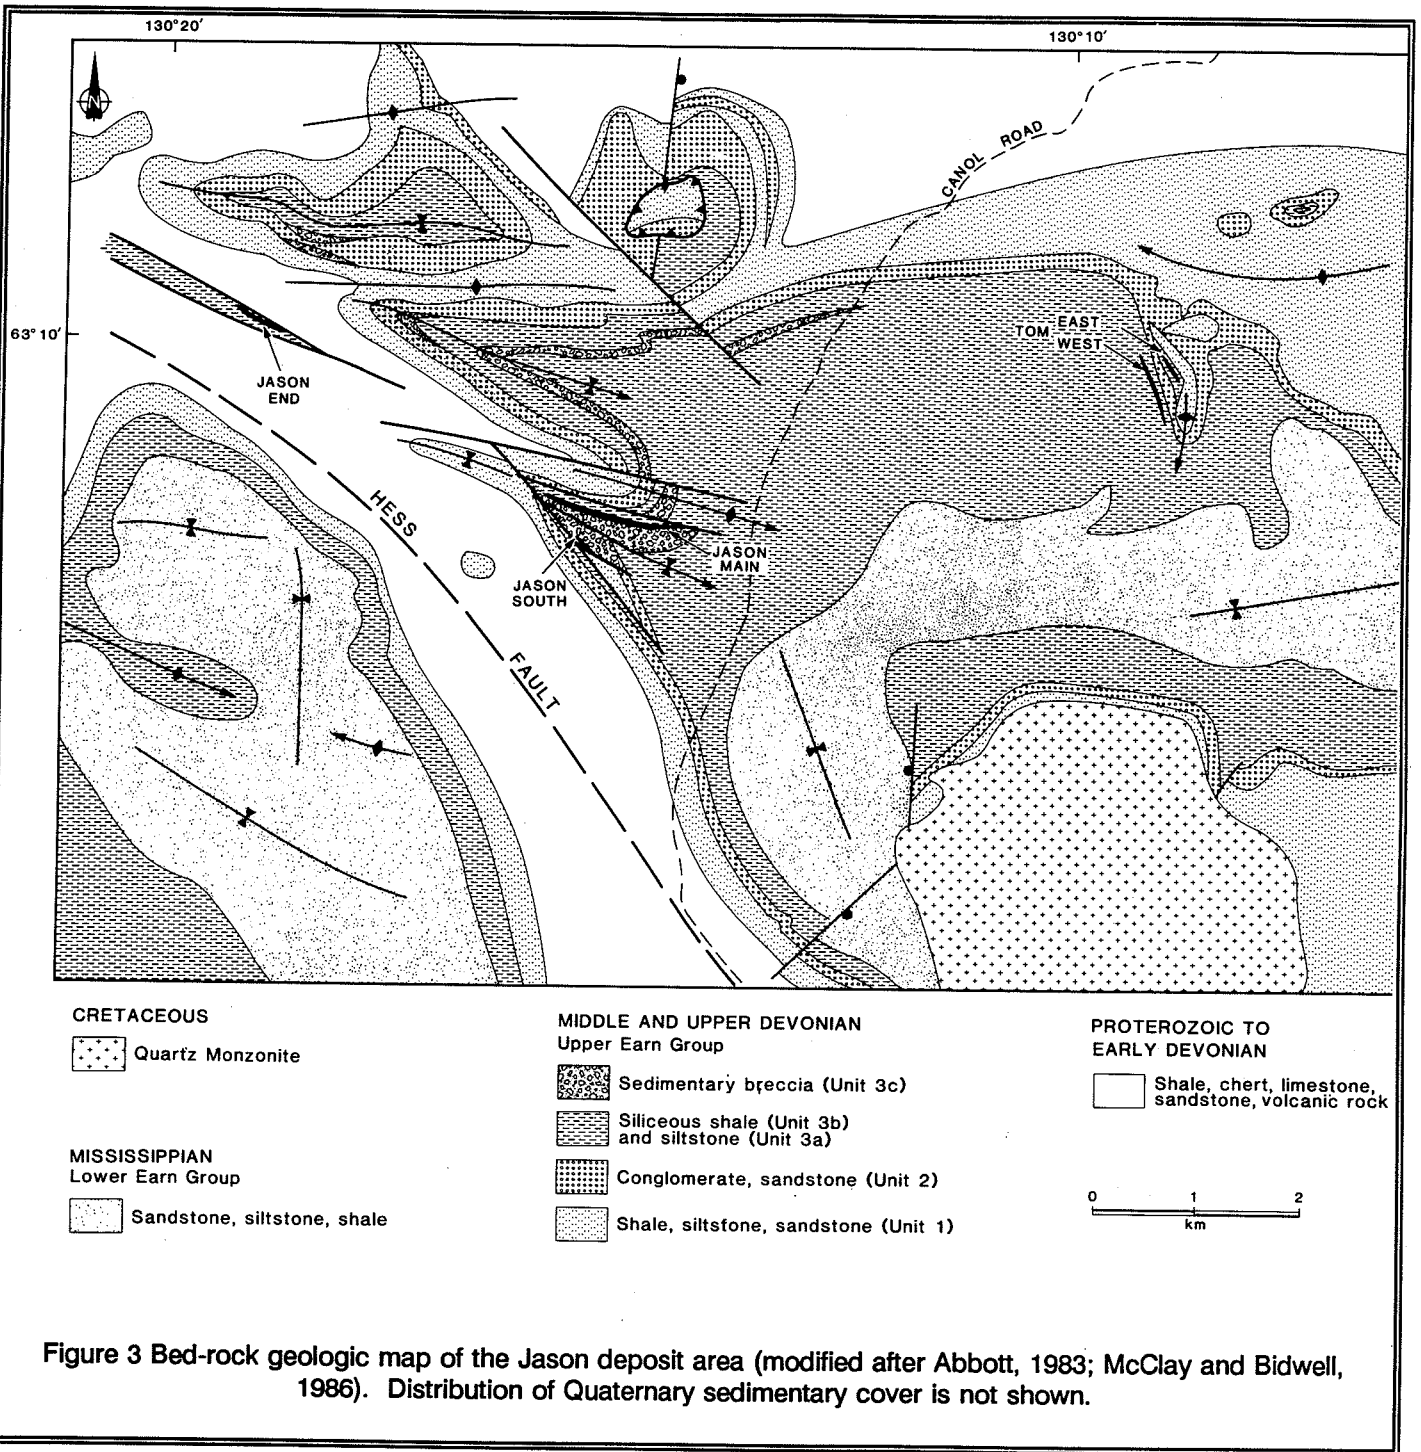 130°20′
130°10′
N
CANOL ROAD
63°10′
TOM EAST
WEST
JASON
END
HESS
FAULT
JASON
MAIN
JASON
SOUTH
CRETACEOUS
Quartz Monzonite
MISSISSIPPIAN
Lower Earn Group
Sandstone, siltstone, shale
MIDDLE AND UPPER DEVONIAN
Upper Earn Group
Sedimentary breccia (Unit 3c)
Siliceous shale (Unit 3b)
and siltstone (Unit 3a)
Conglomerate, sandstone (Unit 2)
Shale, siltstone, sandstone (Unit 1)
PROTEROZOIC TO
EARLY DEVONIAN
Shale, chert, limestone,
sandstone, volcanic rock
0 1 2
km
Figure 3 Bed-rock geologic map of the Jason deposit area (modified after Abbott, 1983; McClay and Bidwell,
1986). Distribution of Quaternary sedimentary cover is not shown.